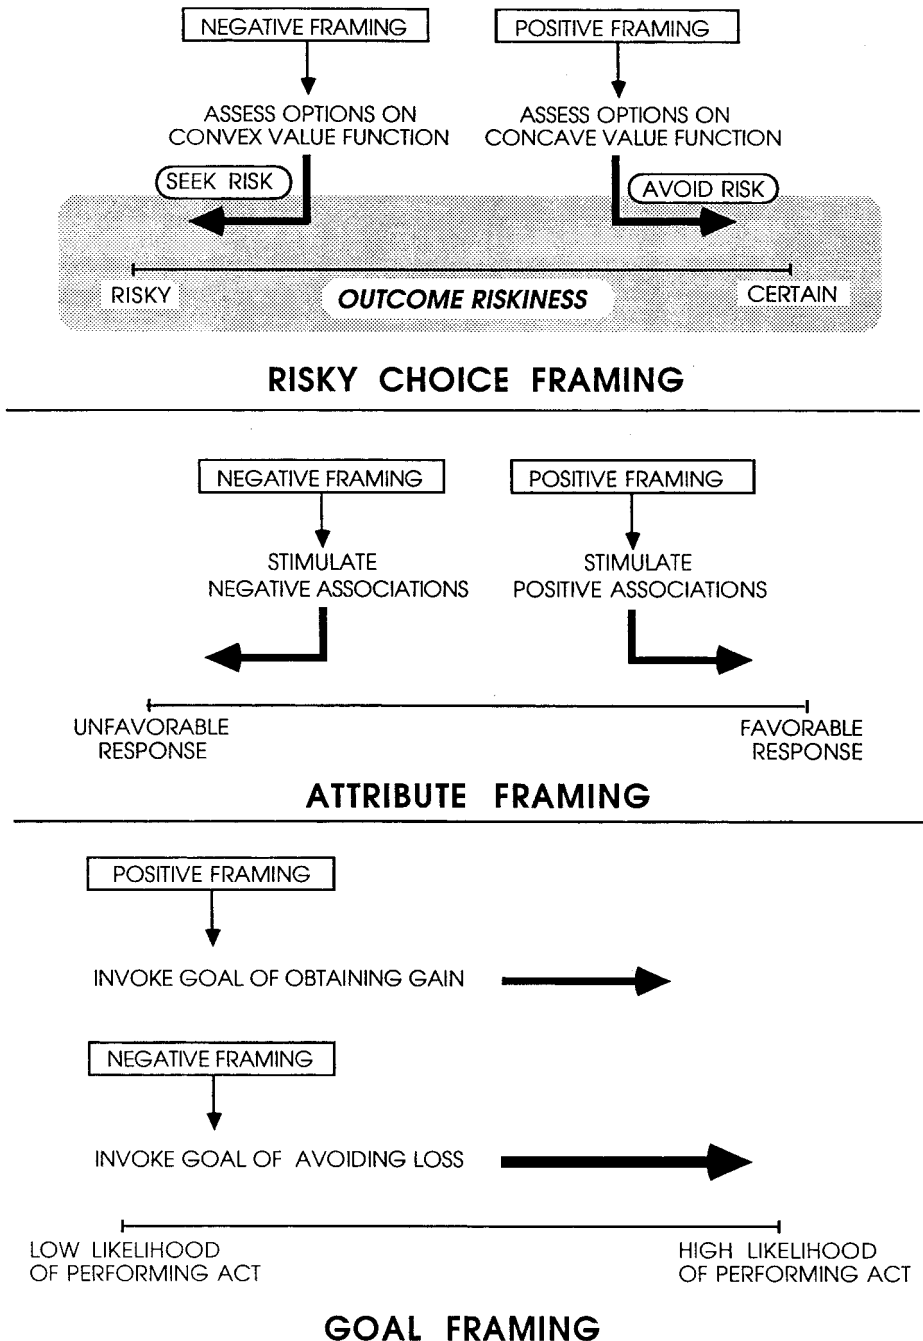 NEGATIVE FRAMING
POSITIVE FRAMING
ASSESS OPTIONS ON
CONVEX VALUE FUNCTION
ASSESS OPTIONS ON
CONCAVE VALUE FUNCTION
SEEK RISK
AVOID RISK
RISKY
OUTCOME RISKINESS
CERTAIN
RISKY CHOICE FRAMING
NEGATIVE FRAMING
POSITIVE FRAMING
STIMULATE
NEGATIVE ASSOCIATIONS
STIMULATE
POSITIVE ASSOCIATIONS
UNFAVORABLE
RESPONSE
FAVORABLE
RESPONSE
ATTRIBUTE FRAMING
POSITIVE FRAMING
INVOKE GOAL OF OBTAINING GAIN
NEGATIVE FRAMING
INVOKE GOAL OF AVOIDING LOSS
LOW LIKELIHOOD
OF PERFORMING ACT
HIGH LIKELIHOOD
OF PERFORMING ACT
GOAL FRAMING